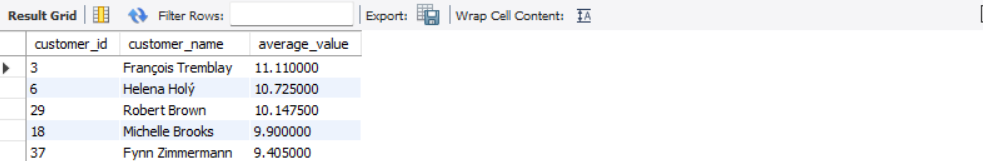 Result Grid Filter Rows: Export: Wrap Cell Content: IA
customer_id customer_name average_value
3 François Tremblay 11.110000
6 Helena Holý 10.725000
29 Robert Brown 10.147500
18 Michelle Brooks 9.900000
37 Fynn Zimmermann 9.405000